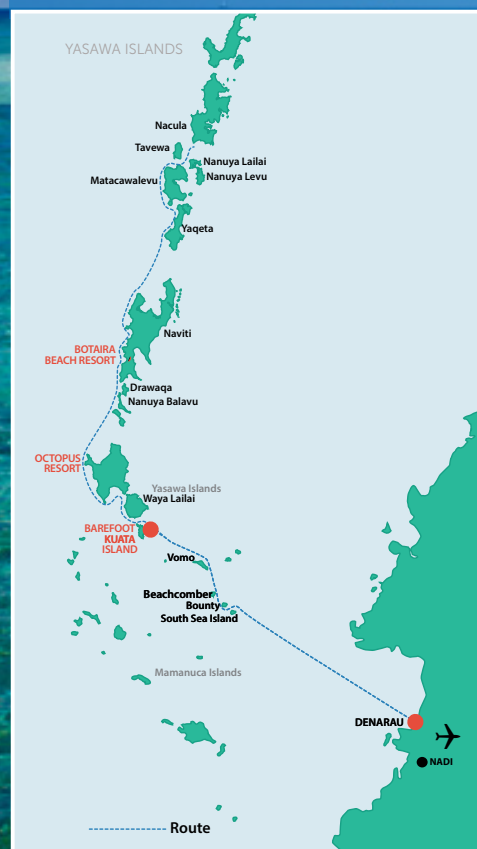 YASAWA ISLANDS
Nacula
Tavewa
Nanuya Lailai
Matacawalevu
Nanuya Levu
Yaqeta
Naviti
BOTAIRA
BEACH RESORT
Drawaqa
Nanuya Balavu
OCTOPUS
RESORT
Yasawa Islands
Waya Lailai
BAREFOOT
KUATA
ISLAND
Vomo
Beachcomber
Bounty
South Sea Island
Mamanuca Islands
DENARAU
NADI
Route